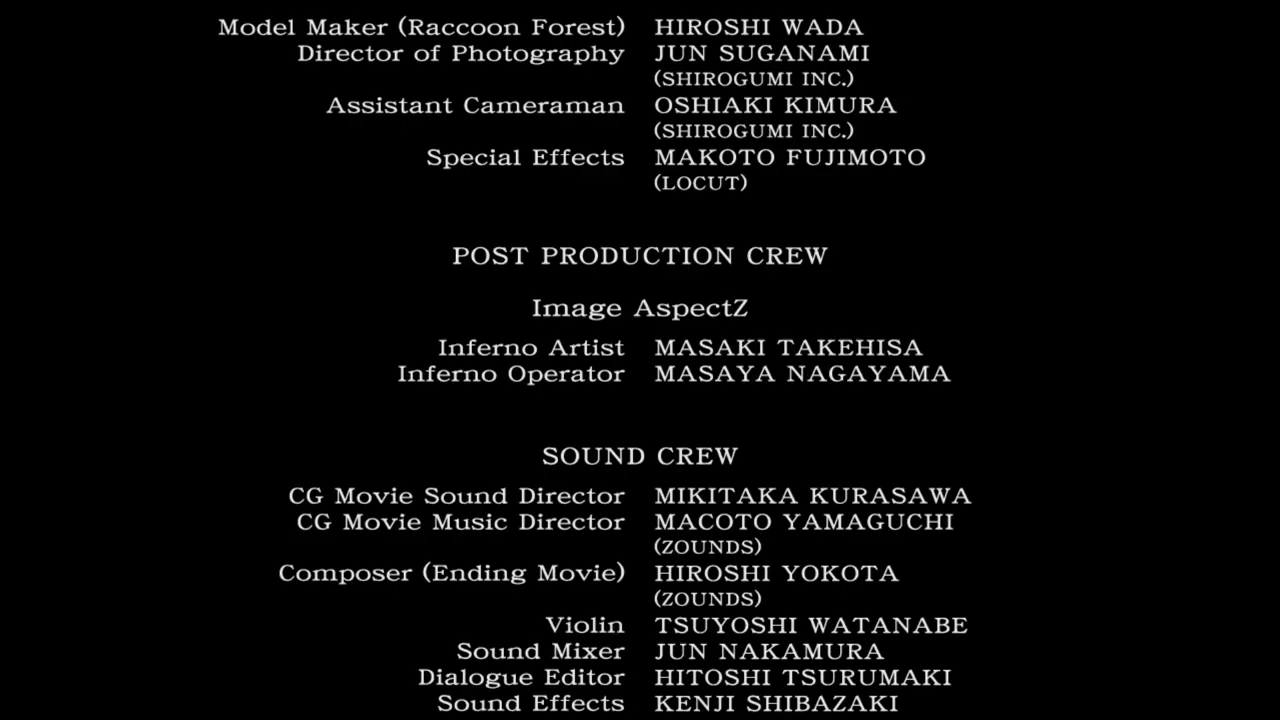 Model Maker (Raccoon Forest) HIROSHI WADA
Director of Photography JUN SUGANAMI
(SHIROGUMI INC.)
Assistant Cameraman OSHIAKI KIMURA
(SHIROGUMI INC.)
Special Effects MAKOTO FUJIMOTO
(LOCUT)
POST PRODUCTION CREW
Image AspectZ
Inferno Artist MASAKI TAKEHISA
Inferno Operator MASAYA NAGAYAMA
SOUND CREW
CG Movie Sound Director MIKITAKA KURASAWA
CG Movie Music Director MACOTO YAMAGUCHI
(ZOUNDS)
Composer (Ending Movie) HIROSHI YOKOTA
(ZOUNDS)
Violin TSUYOSHI WATANABE
Sound Mixer JUN NAKAMURA
Dialogue Editor HITOSHI TSURUMAKI
Sound Effects KENJI SHIBAZAKI